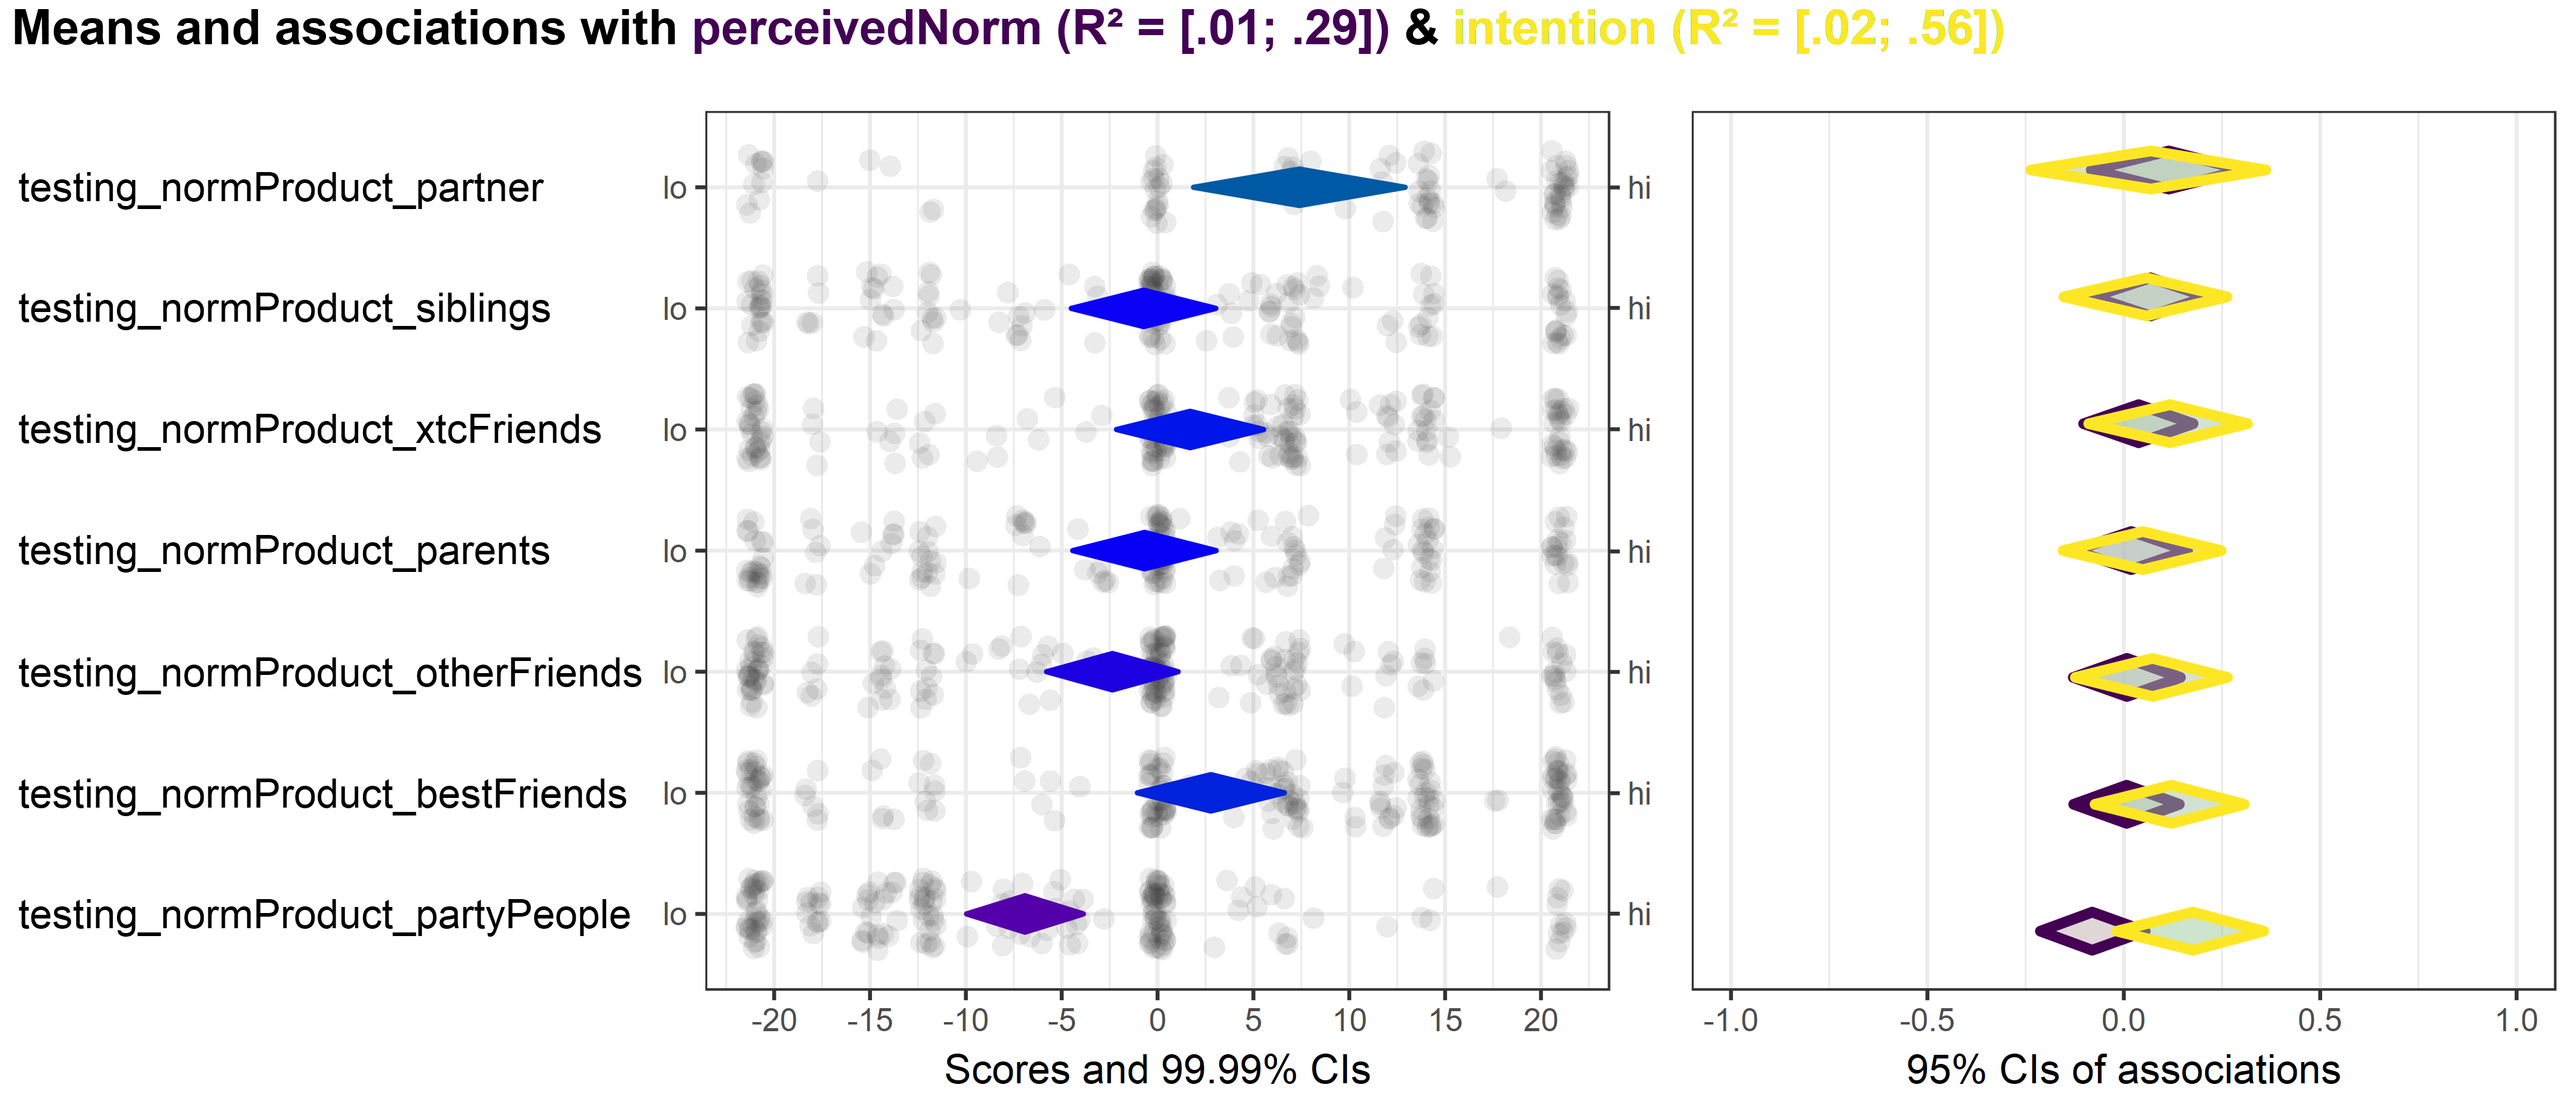 Means and associations with perceivedNorm (R² = [.01; .29]) & intention (R² = [.02; .56])
testing_normProduct_partner lo hi
testing_normProduct_siblings lo hi
testing_normProduct_xtcFriends lo hi
testing_normProduct_parents lo hi
testing_normProduct_otherFriends lo hi
testing_normProduct_bestFriends lo hi
testing_normProduct_partyPeople lo hi
-20 -15 -10 -5 0 5 10 15 20 -1.0 -0.5 0.0 0.5 1.0
Scores and 99.99% CIs 95% CIs of associations